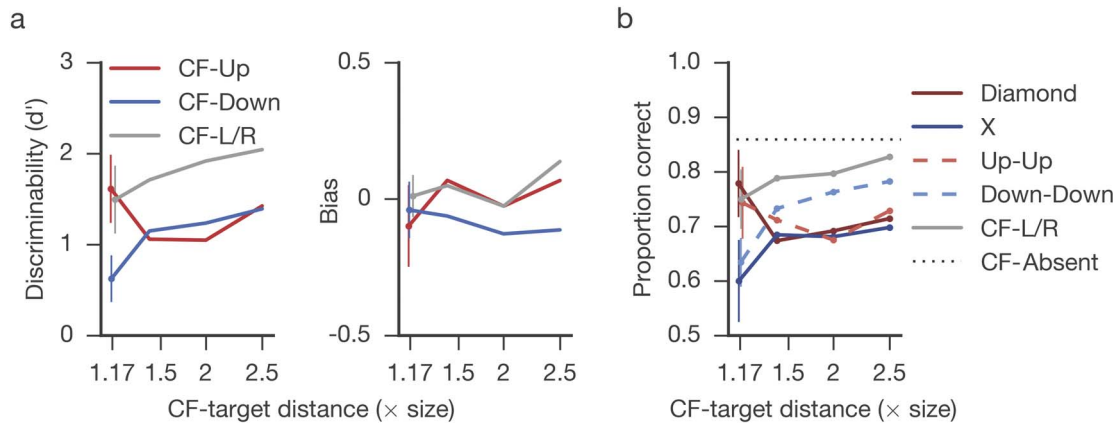 a
b
3
2
1
0
Discriminability (d')
CF-Up
CF-Down
CF-L/R
1.17 1.5 2 2.5
0.5
0
-0.5
Bias
1.17 1.5 2 2.5
CF-target distance (× size)
1.0
0.9
0.8
0.7
0.6
0.5
Proportion correct
1.17 1.5 2 2.5
CF-target distance (× size)
Diamond
X
Up-Up
Down-Down
CF-L/R
CF-Absent